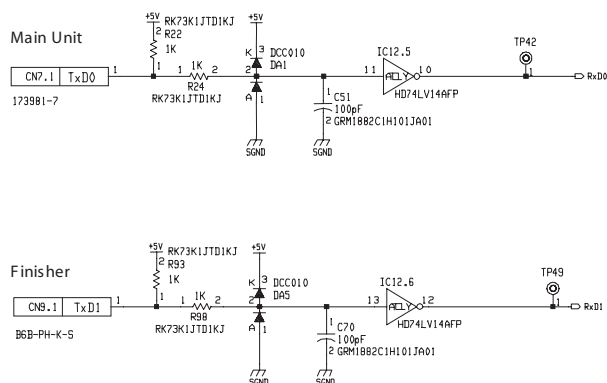 Main Unit
+5V RK73K1JTD1KJ
2 R22
1K
1
+5V
K 3 DCC010
DA1
IC12.5
TP42
CN7.1 TxD0 1
1 1K 2
R24
RK73K1JTD1KJ
2
A 1
11 ACLY 10
HD74LV14AFP
1
RxD0
173981-7
1 C51
100pF
2 GRM1882C1H101JA01
SGND
SGND
Finisher
+5V RK73K1JTD1KJ
2 R93
1K
1
+5V
K 3 DCC010
DA5
IC12.6
TP49
CN9.1 TxD1 1
1 1K 2
R98
RK73K1JTD1KJ
2
A 1
13 ACLY 12
HD74LV14AFP
1
RxD1
B6B-PH-K-S
1 C70
100pF
2 GRM1882C1H101JA01
SGND
SGND